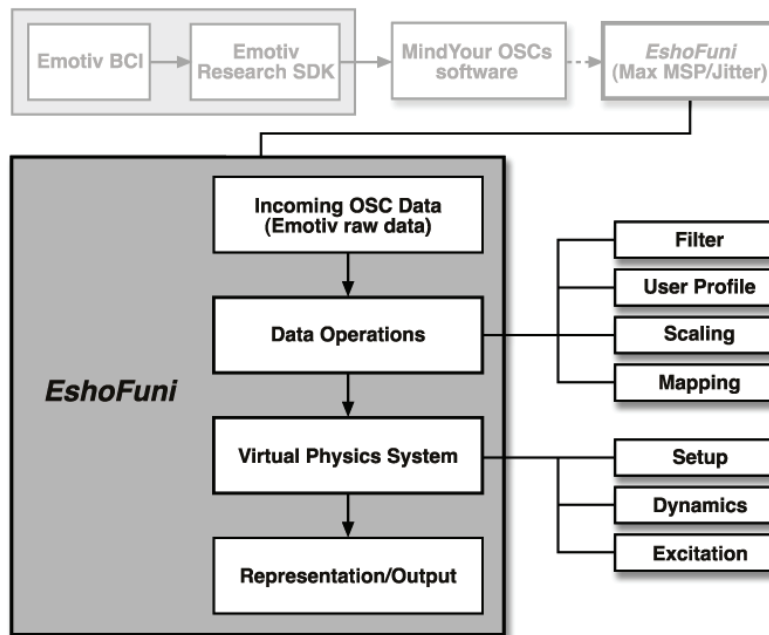 Emotiv BCI
Emotiv
Research SDK
MindYour OSCs
software
EshoFuni
(Max MSP/Jitter)
Incoming OSC Data
(Emotiv raw data)
Data Operations
EshoFuni
Virtual Physics System
Representation/Output
Filter
User Profile
Scaling
Mapping
Setup
Dynamics
Excitation